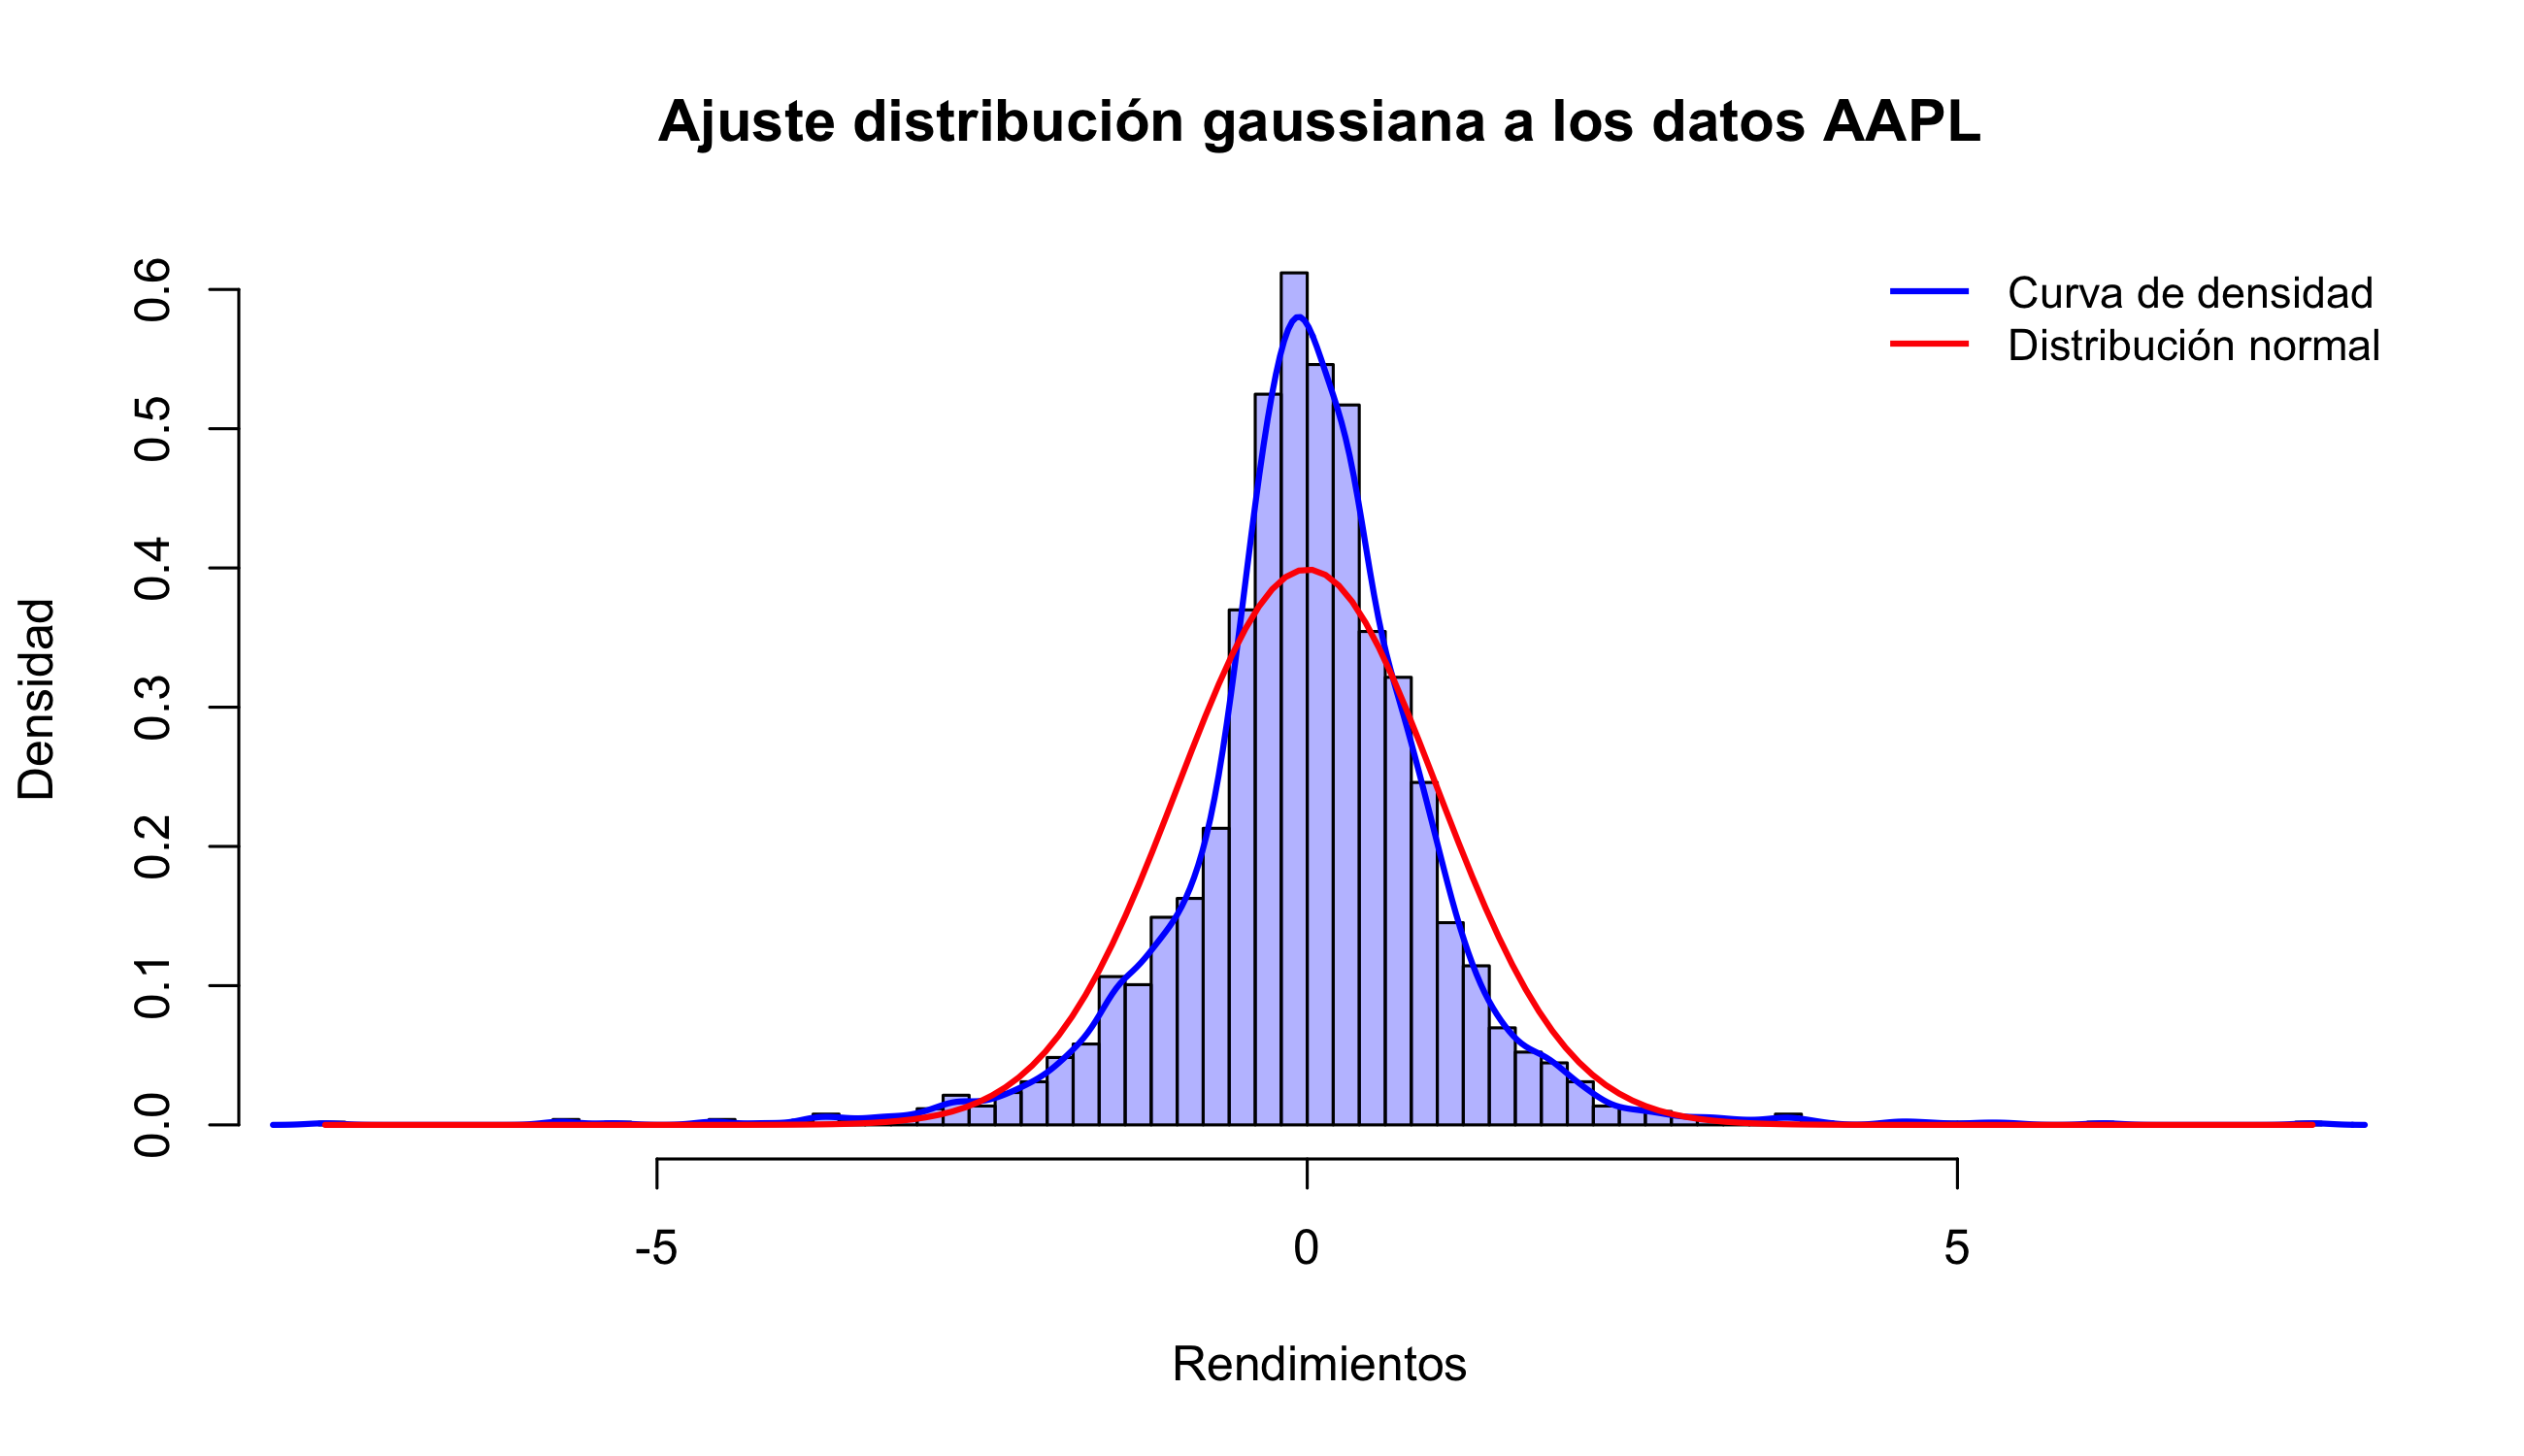 Ajuste distribución gaussiana a los datos AAPL
Curva de densidad
Distribución normal
Densidad
0.6
0.5
0.4
0.3
0.2
0.1
0.0
-5 0 5
Rendimientos